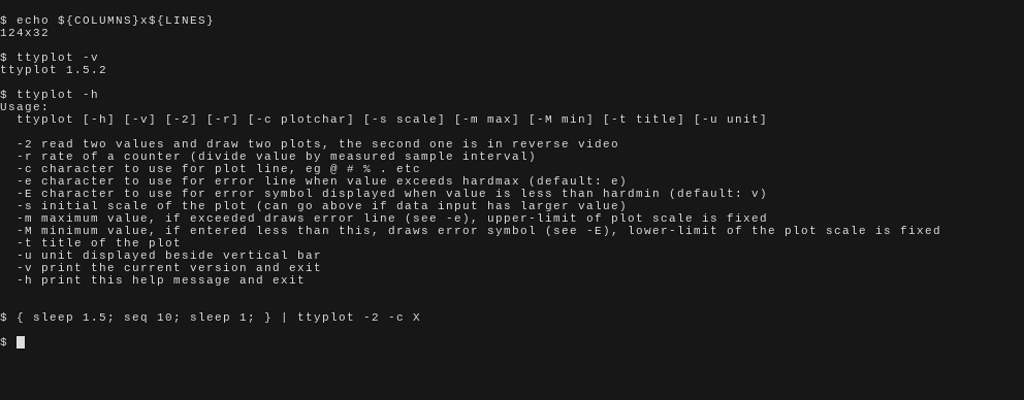 $ echo ${COLUMNS}x${LINES}
124x32
$ ttyplot -v
ttyplot 1.5.2
$ ttyplot -h
Usage:
  ttyplot [-h] [-v] [-2] [-r] [-c plotchar] [-s scale] [-m max] [-M min] [-t title] [-u unit]
  -2 read two values and draw two plots, the second one is in reverse video
  -r rate of a counter (divide value by measured sample interval)
  -c character to use for plot line, eg @ # % . etc
  -e character to use for error line when value exceeds hardmax (default: e)
  -E character to use for error symbol displayed when value is less than hardmin (default: v)
  -s initial scale of the plot (can go above if data input has larger value)
  -m maximum value, if exceeded draws error line (see -e), upper-limit of plot scale is fixed
  -M minimum value, if entered less than this, draws error symbol (see -E), lower-limit of the plot scale is fixed
  -t title of the plot
  -u unit displayed beside vertical bar
  -v print the current version and exit
  -h print this help message and exit
$ { sleep 1.5; seq 10; sleep 1; } | ttyplot -2 -c X
$